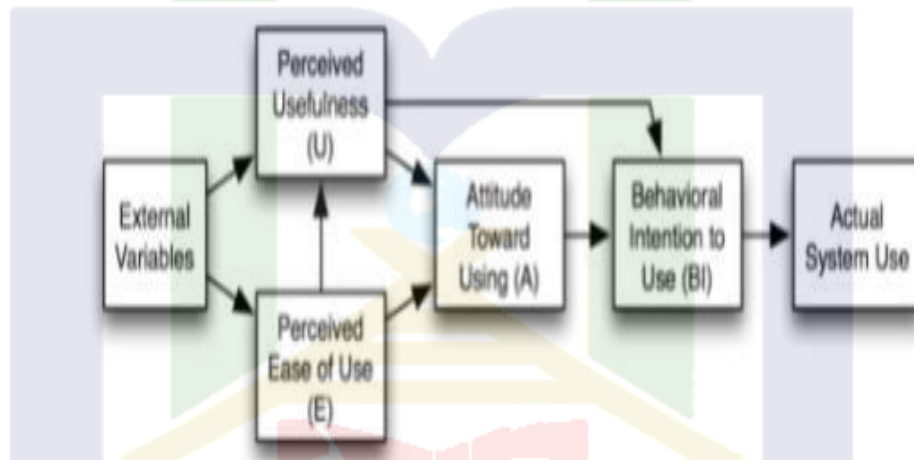 Perceived
Usefulness
(U)
External
Variables
Perceived
Ease of Use
(E)
Attitude
Toward
Using (A)
Behavioral
Intention to
Use (BI)
Actual
System Use